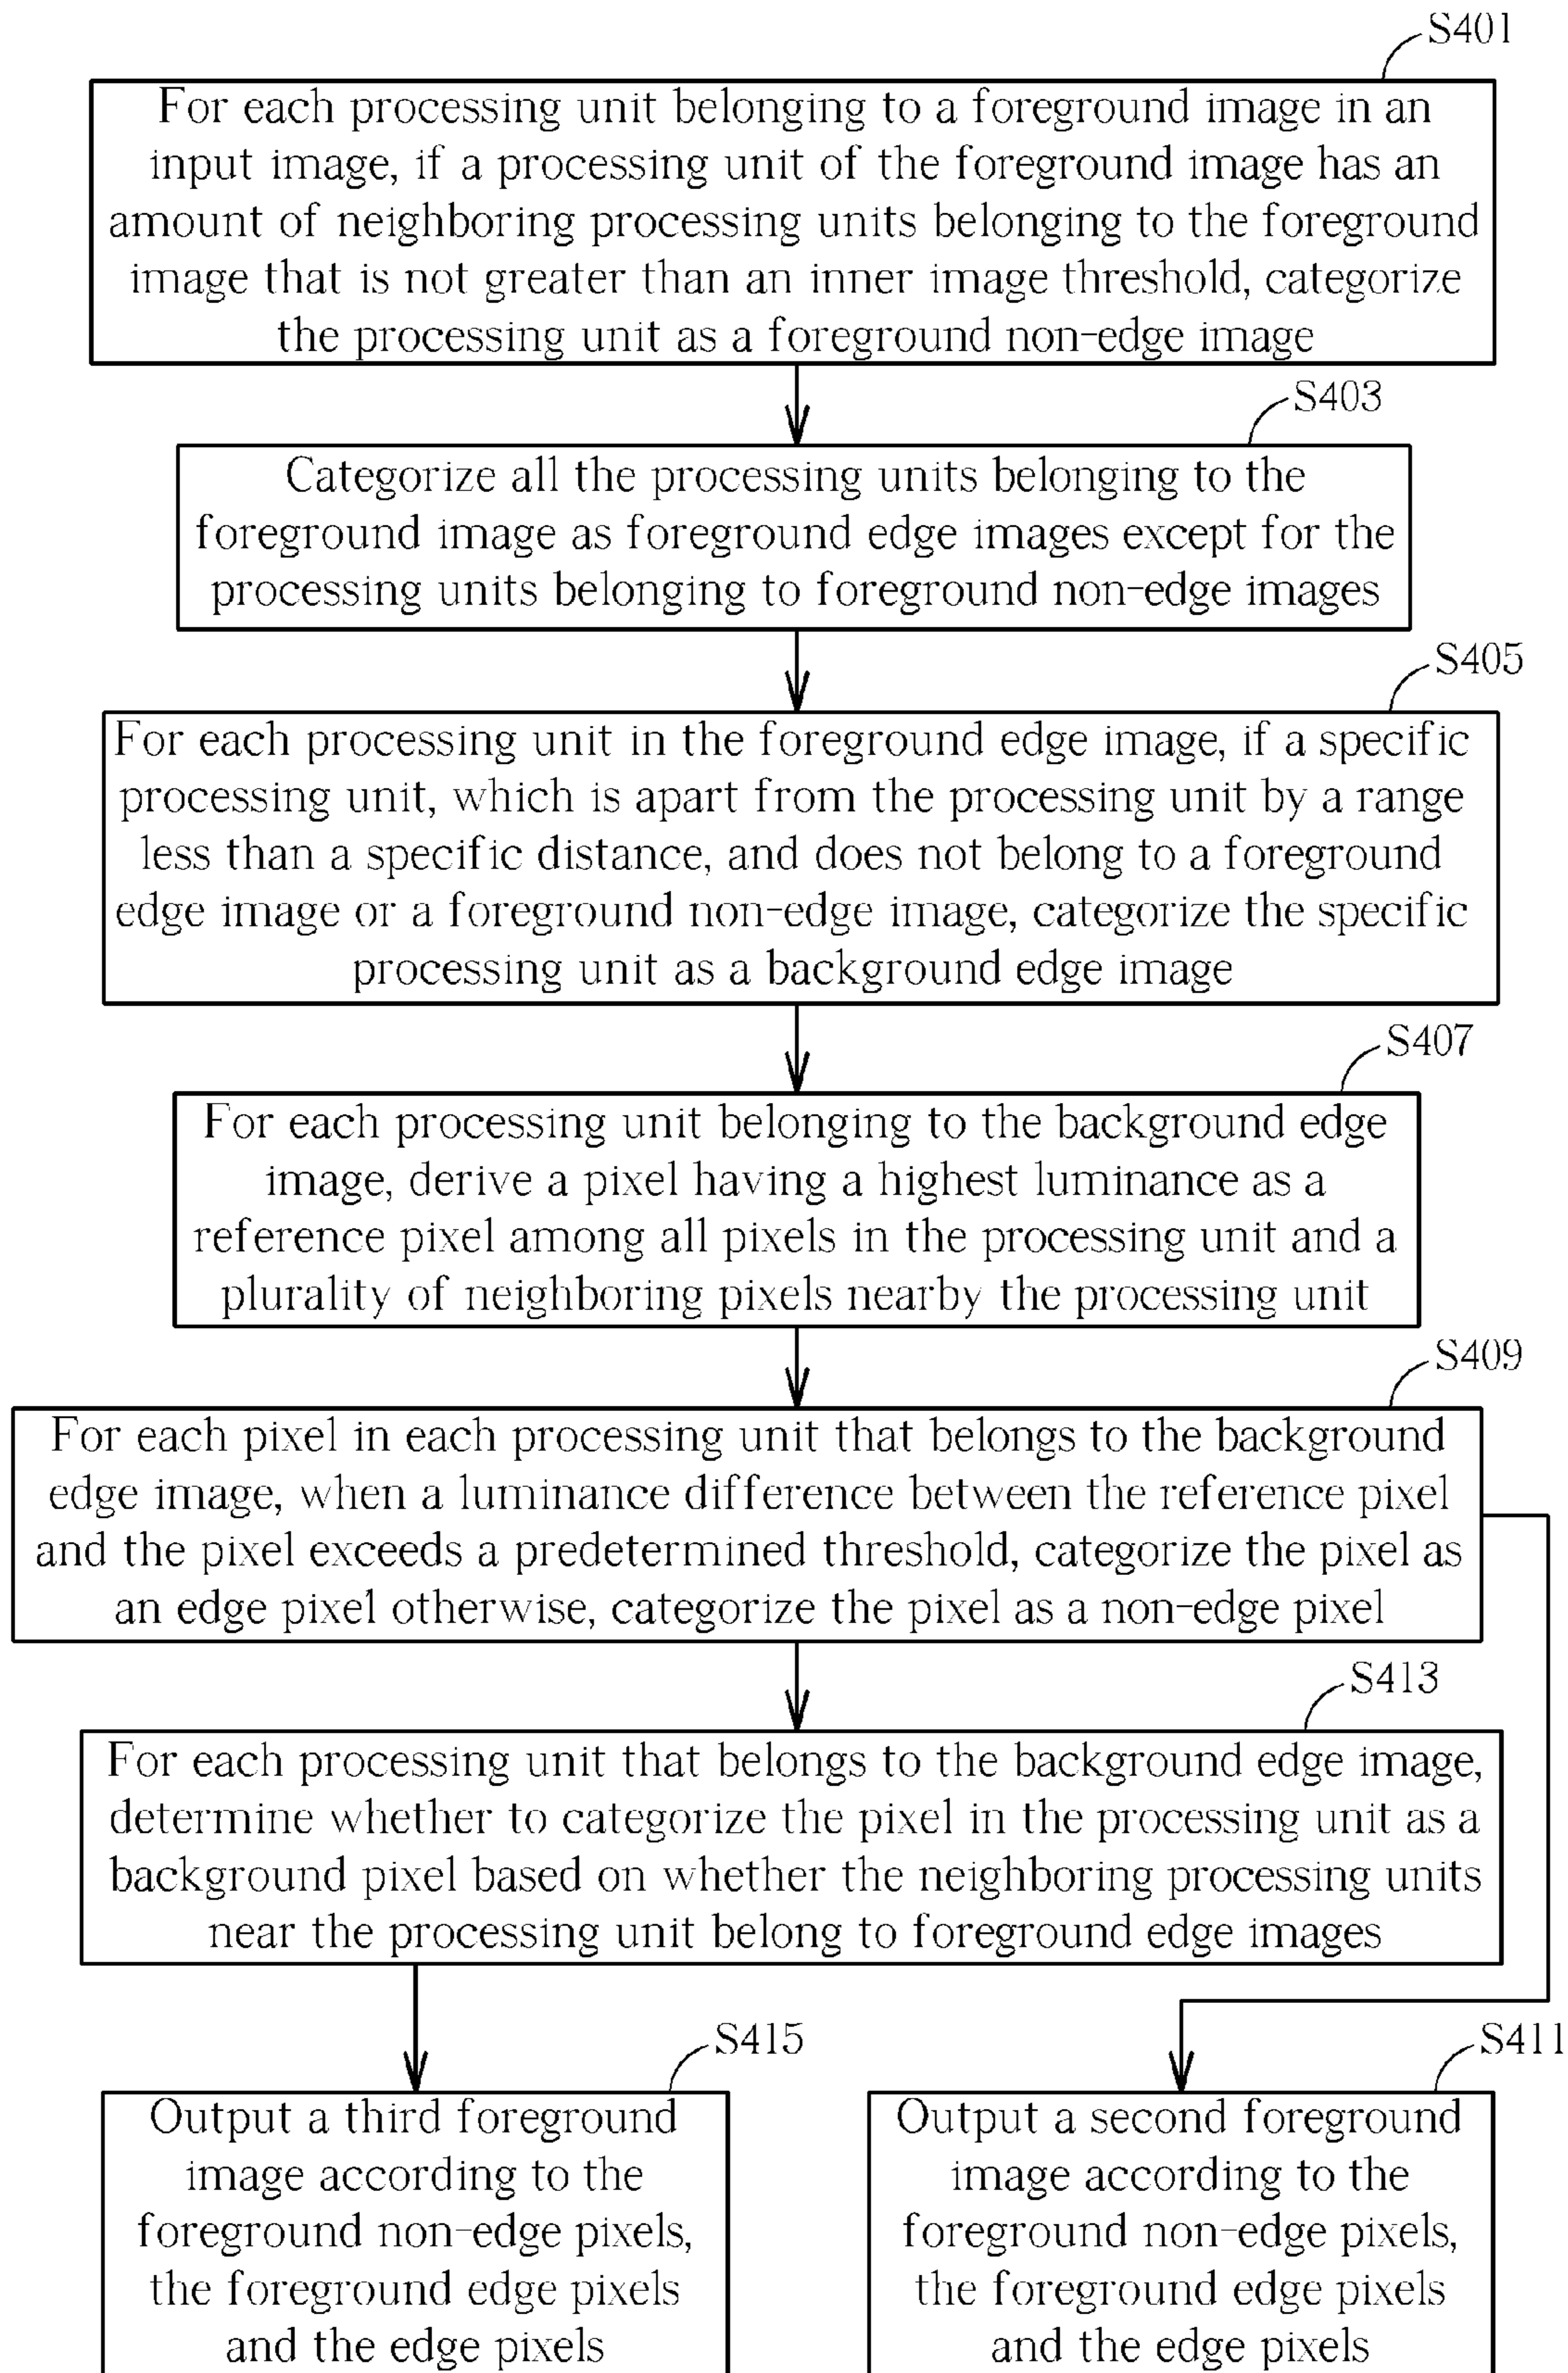 S401
For each processing unit belonging to a foreground image in an
input image, if a processing unit of the foreground image has an
amount of neighboring processing units belonging to the foreground
image that is not greater than an inner image threshold, categorize
the processing unit as a foreground non-edge image
S403
Categorize all the processing units belonging to the
foreground image as foreground edge images except for the
processing units belonging to foreground non-edge images
S405
For each processing unit in the foreground edge image, if a specific
processing unit, which is apart from the processing unit by a range
less than a specific distance, and does not belong to a foreground
edge image or a foreground non-edge image, categorize the specific
processing unit as a background edge image
S407
For each processing unit belonging to the background edge
image, derive a pixel having a highest luminance as a
reference pixel among all pixels in the processing unit and a
plurality of neighboring pixels nearby the processing unit
S409
For each pixel in each processing unit that belongs to the background
edge image, when a luminance difference between the reference pixel
and the pixel exceeds a predetermined threshold, categorize the pixel as
an edge pixel otherwise, categorize the pixel as a non-edge pixel
S413
For each processing unit that belongs to the background edge image,
determine whether to categorize the pixel in the processing unit as a
background pixel based on whether the neighboring processing units
near the processing unit belong to foreground edge images
S415
Output a third foreground
image according to the
foreground non-edge pixels,
the foreground edge pixels
and the edge pixels
S411
Output a second foreground
image according to the
foreground non-edge pixels,
the foreground edge pixels
and the edge pixels